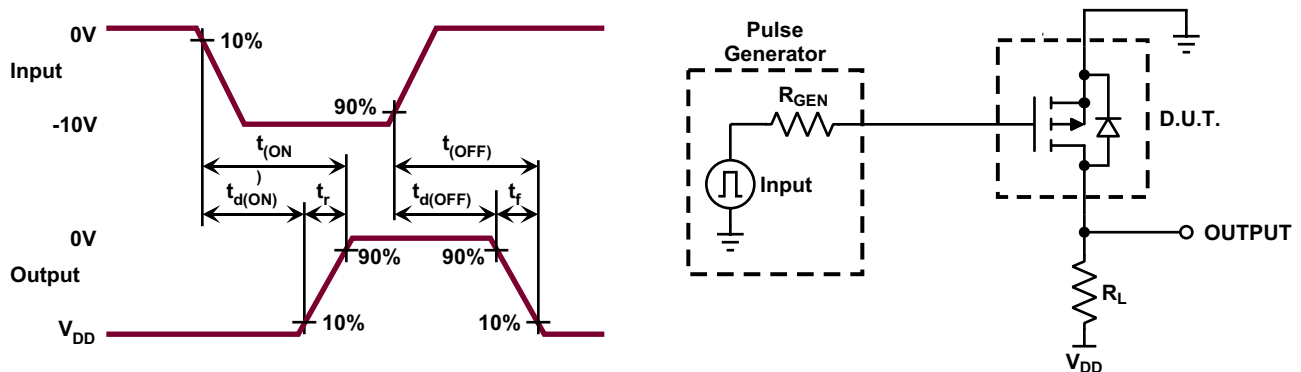 0V
10%
Input
90%
-10V
t(ON
)
t(OFF)
td(ON)
tr
td(OFF)
tf
0V
90%
90%
Output
10%
10%
VDD
Pulse
Generator
RGEN
Input
D.U.T.
OUTPUT
RL
VDD